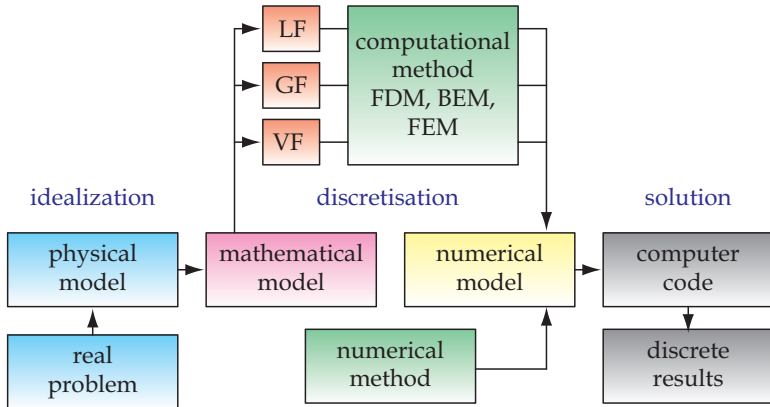 LF
computational
method
FDM, BEM,
FEM
GF
VF
idealization
discretisation
solution
physical
model
mathematical
model
numerical
model
computer
code
real
problem
numerical
method
discrete
results